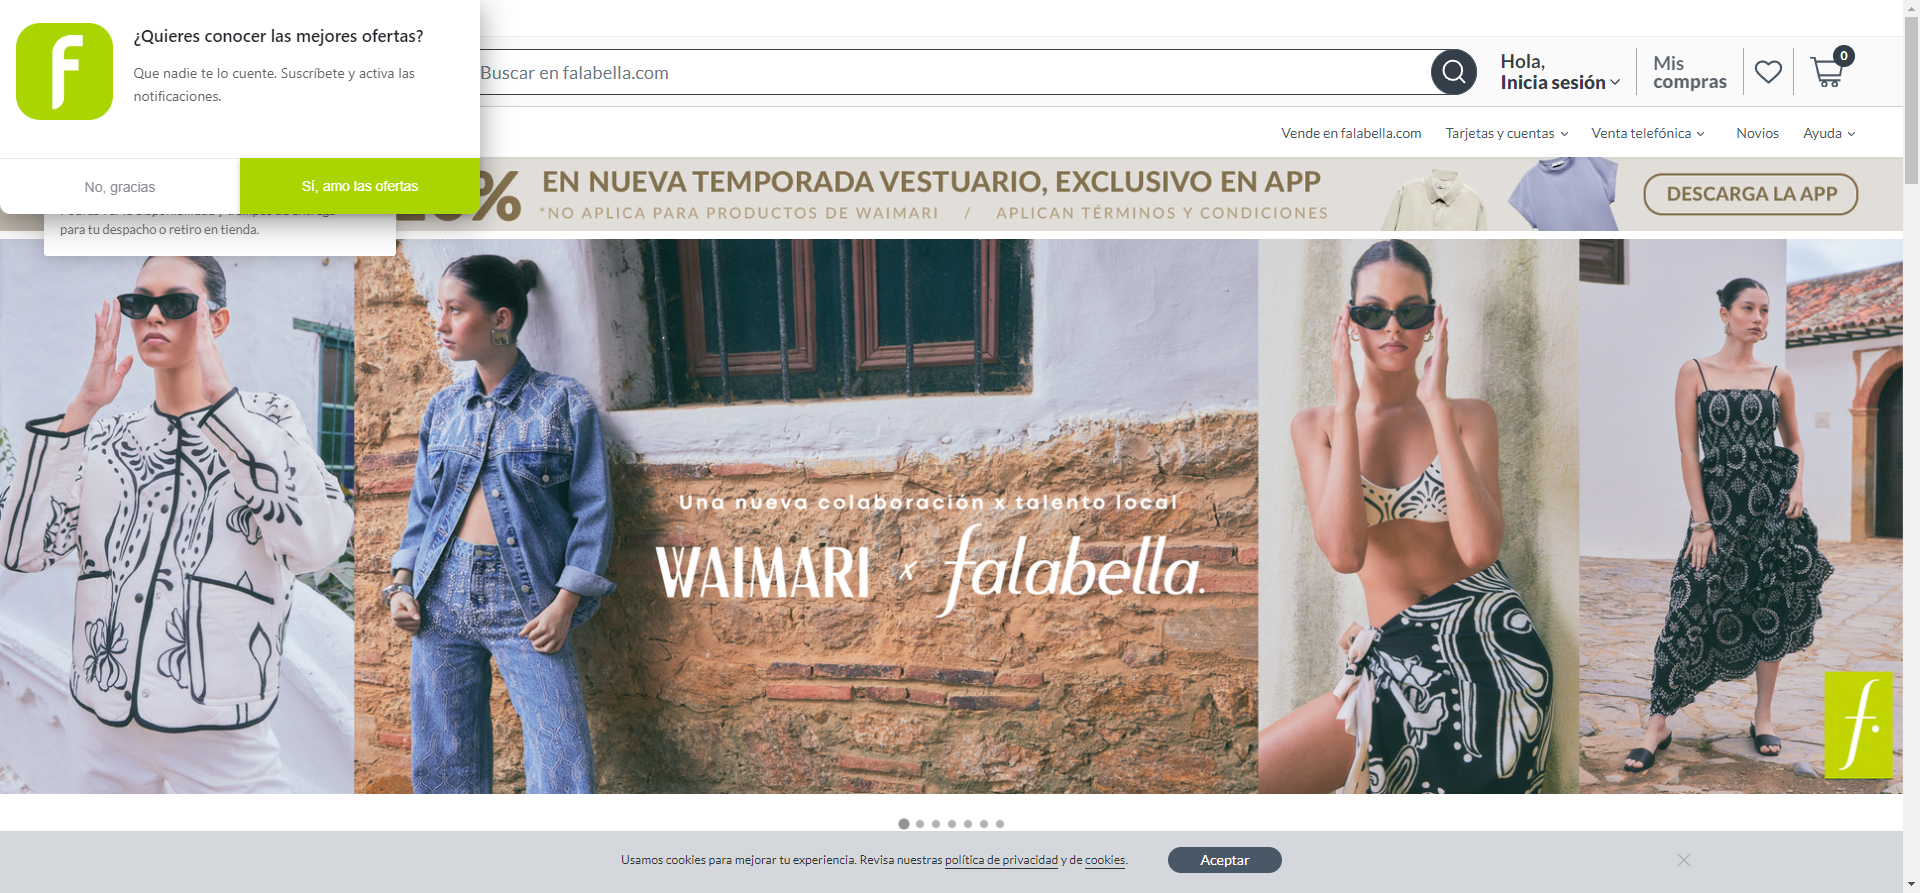 ¿Quieres conocer las mejores ofertas?
Que nadie te lo cuente. Suscríbete y activa las
notificaciones.
No, gracias
Sí, amo las ofertas
Buscar en falabella.com
Hola,
Inicia sesión
Mis
compras
0
Vende en falabella.com
Tarjetas y cuentas
Venta telefónica
Novios
Ayuda
% EN NUEVA TEMPORADA VESTUARIO, EXCLUSIVO EN APP
*NO APLICA PARA PRODUCTOS DE WAIMARI / APLICAN TÉRMINOS Y CONDICIONES
DESCARGA LA APP
para tu despacho o retiro en tienda.
Una nueva colaboración x talento local
WAIMARI x falabella.
f.
Usamos cookies para mejorar tu experiencia. Revisa nuestras política de privacidad y de cookies.
Aceptar